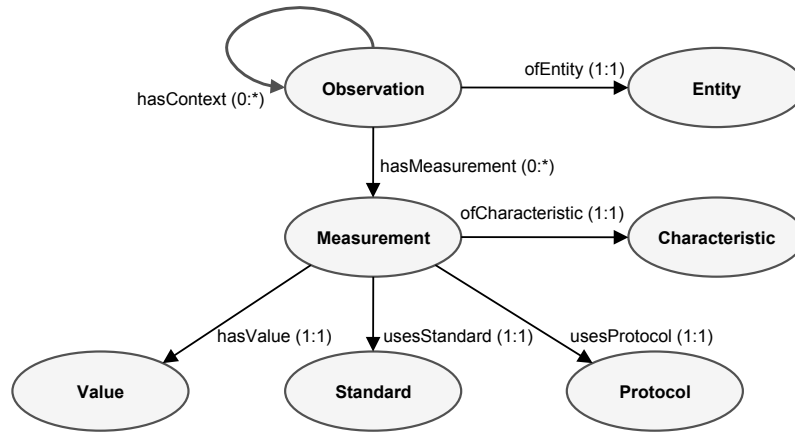 ofEntity (1:1)
Observation
Entity
hasContext (0:*)
hasMeasurement (0:*)
ofCharacteristic (1:1)
Measurement
Characteristic
hasValue (1:1)
usesStandard (1:1)
usesProtocol (1:1)
Value
Standard
Protocol